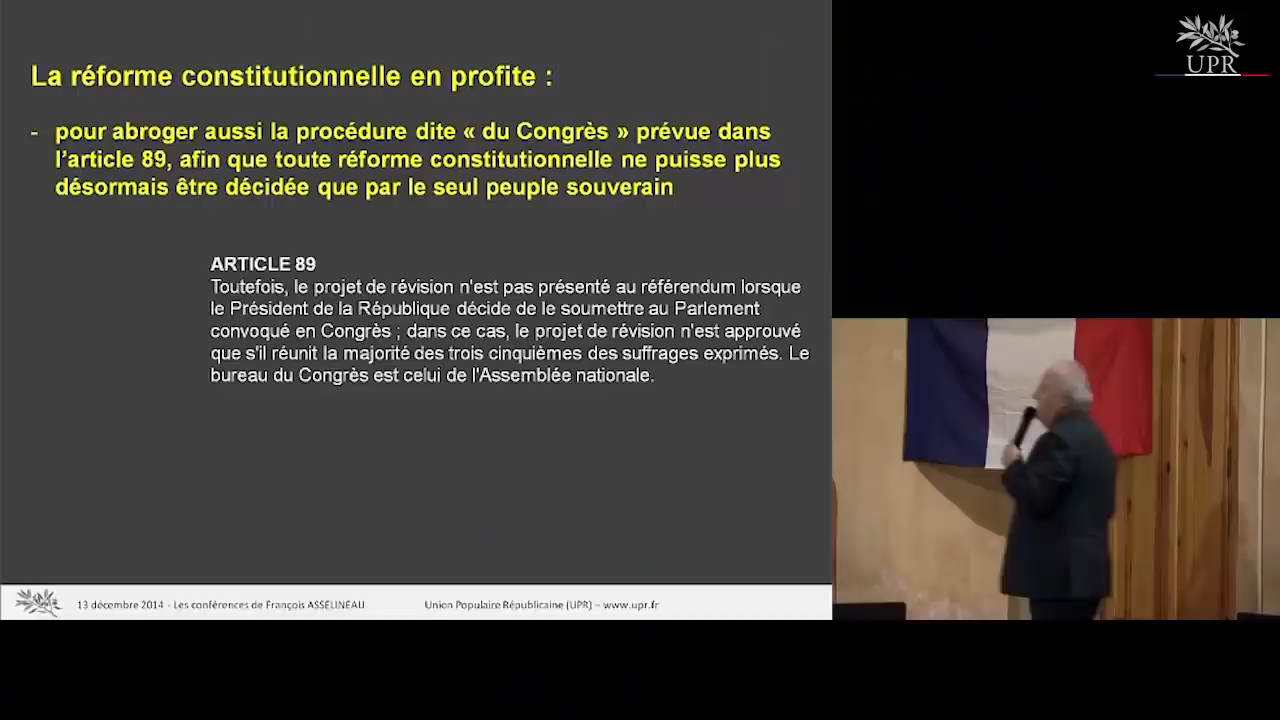 La réforme constitutionnelle en profite :
- pour abroger aussi la procédure dite « du Congrès » prévue dans
l'article 89, afin que toute réforme constitutionnelle ne puisse plus
désormais être décidée que par le seul peuple souverain
ARTICLE 89
Toutefois, le projet de révision n'est pas présenté au référendum lorsque
le Président de la République décide de le soumettre au Parlement
convoqué en Congrès ; dans ce cas, le projet de révision n'est approuvé
que s'il réunit la majorité des trois cinquièmes des suffrages exprimés. Le
bureau du Congrès est celui de l'Assemblée nationale.
13 décembre 2014 - Les conférences de François ASSELINEAU
Union Populaire Républicaine (UPR) – www.upr.fr
UPR